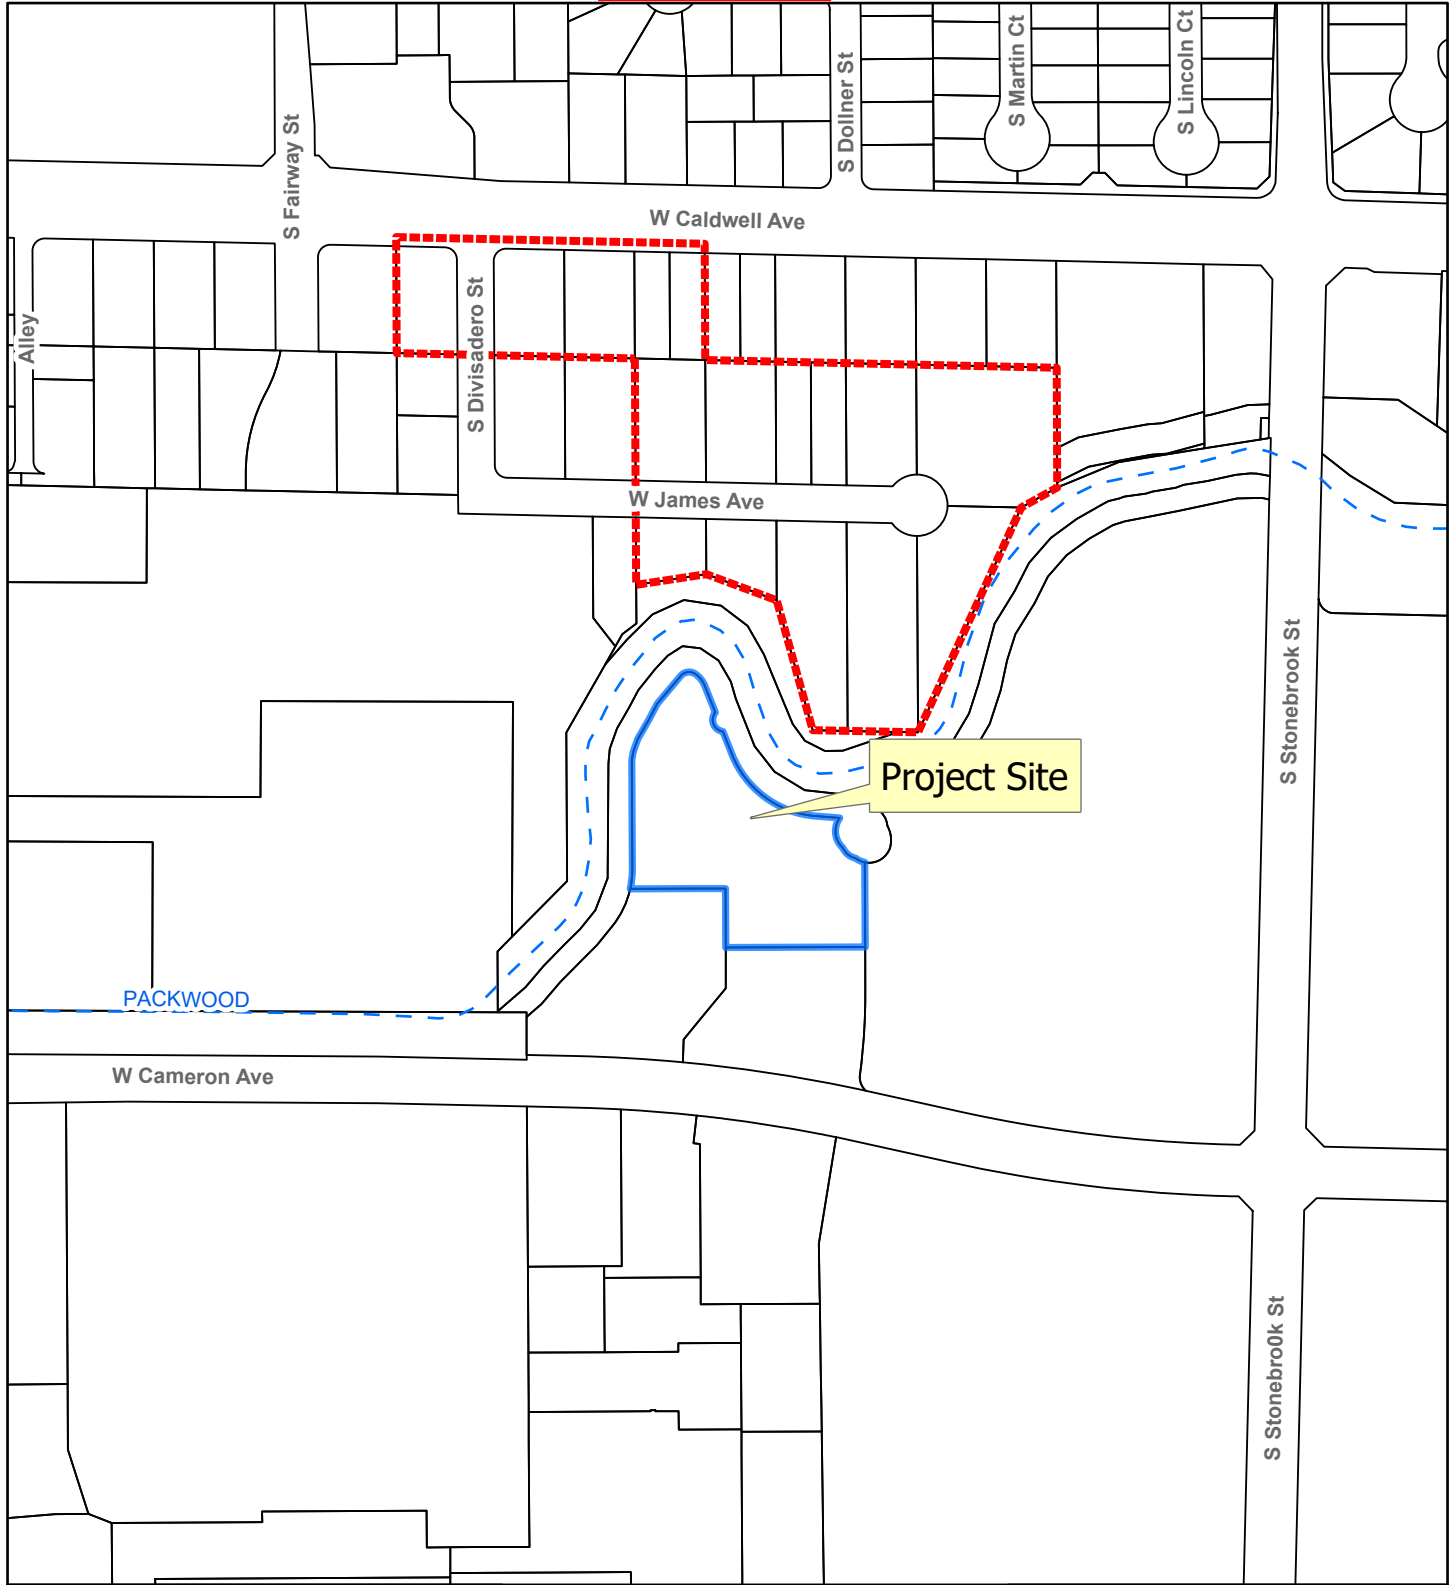 S Fairway St
S Dollner St
S Martin Ct
S Lincoln Ct
W Caldwell Ave
Alley
S Divisadero St
W James Ave
S Stonebrook St
Project Site
PACKWOOD
W Cameron Ave
S Stonebro0k St